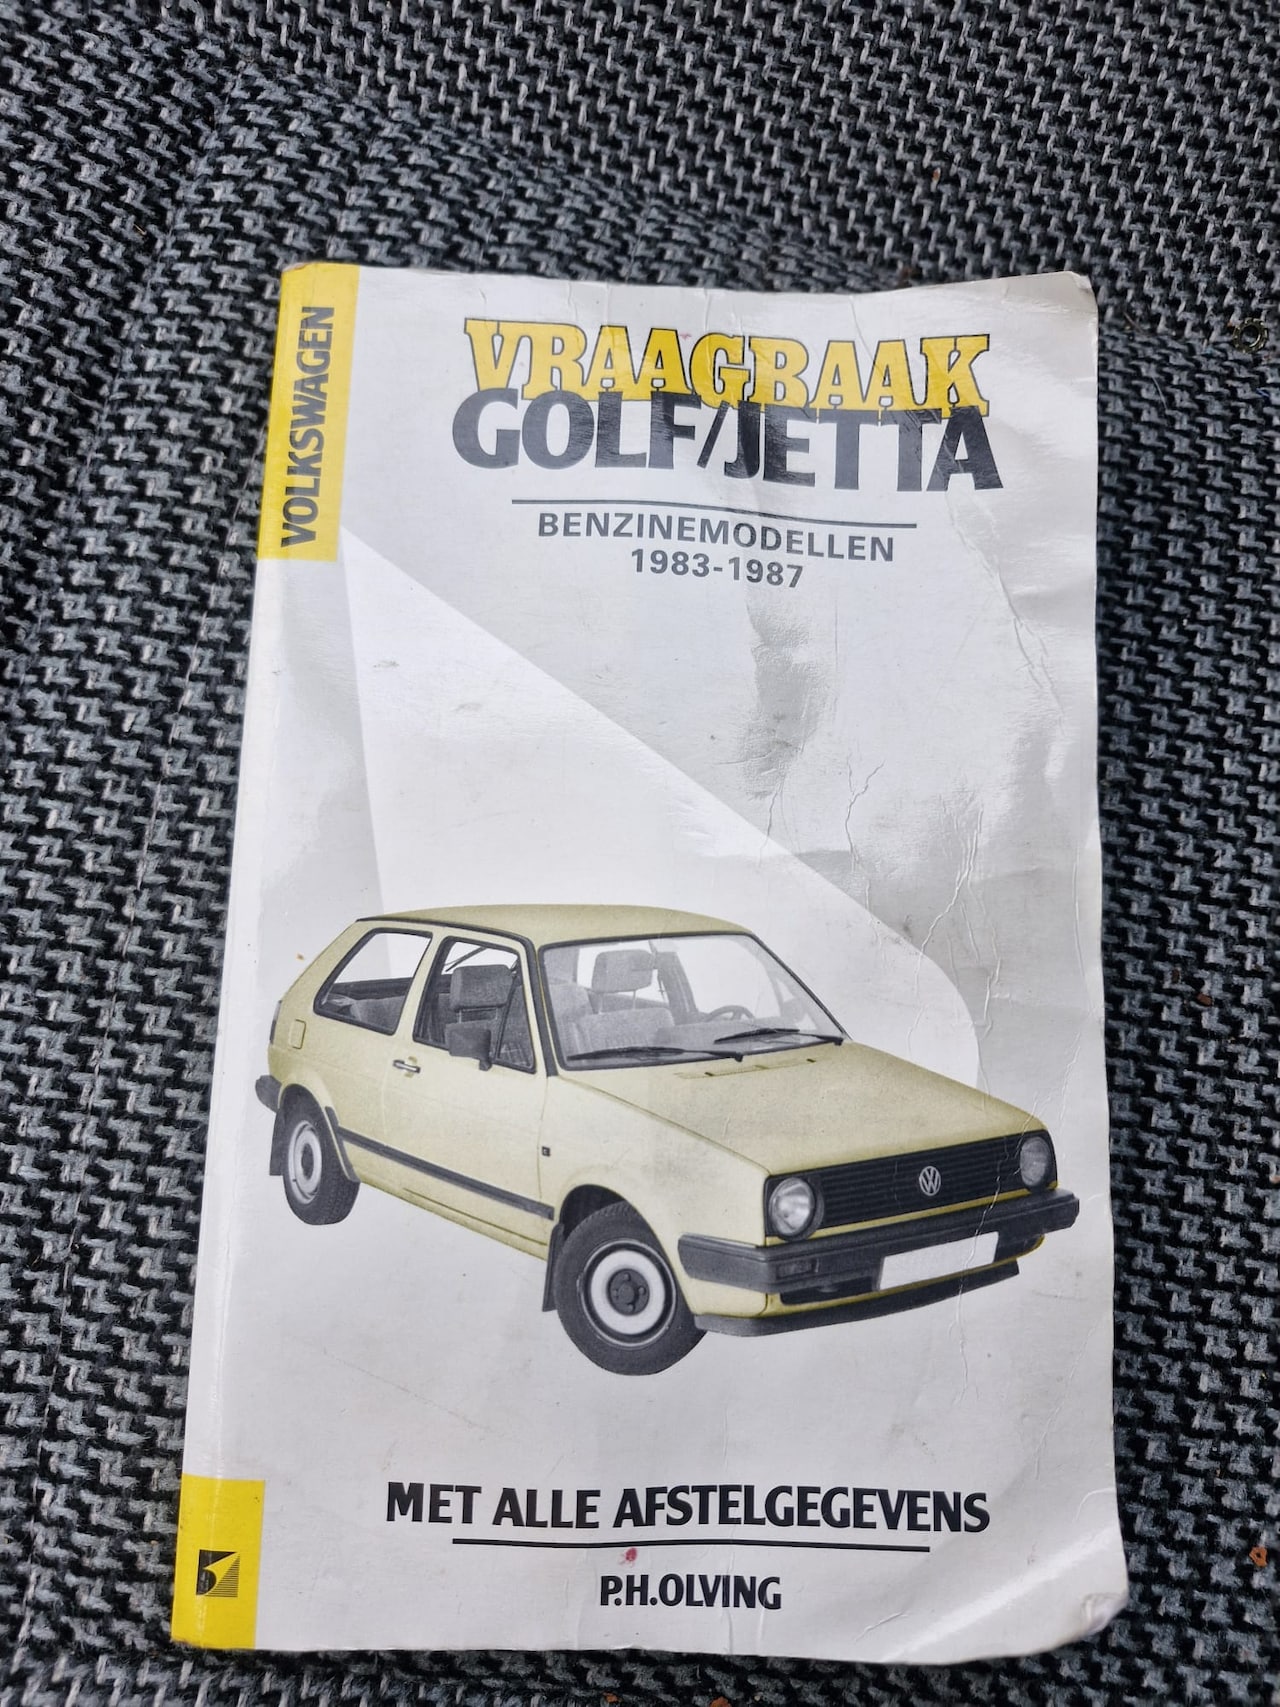 VOLKSWAGEN
VRAAGBAAK
GOLF/JETTA
BENZINEMODELLEN
1983-1987
MET ALLE AFSTELGEGEVENS
P.H.OLVING